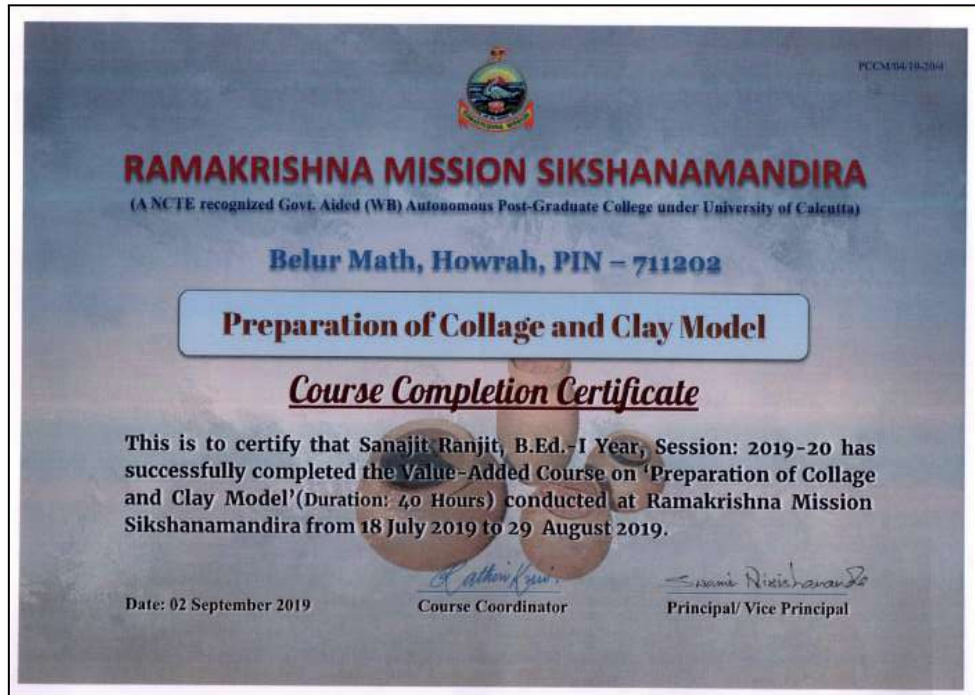 PCCM/04/19-20/4
RAMAKRISHNA MISSION
RAMAKRISHNA MISSION SIKSHANAMANDIRA
(A NCTE recognized Govt. Aided (WB) Autonomous Post-Graduate College under University of Calcutta)
Belur Math, Howrah, PIN – 711202
Preparation of Collage and Clay Model
Course Completion Certificate
This is to certify that Sanajit Ranjit, B.Ed.-I Year, Session: 2019-20 has
successfully completed the Value-Added Course on ‘Preparation of Collage
and Clay Model’(Duration: 40 Hours) conducted at Ramakrishna Mission
Sikshanamandira from 18 July 2019 to 29 August 2019.
Swami
Date: 02 September 2019 Course Coordinator Principal/ Vice Principal